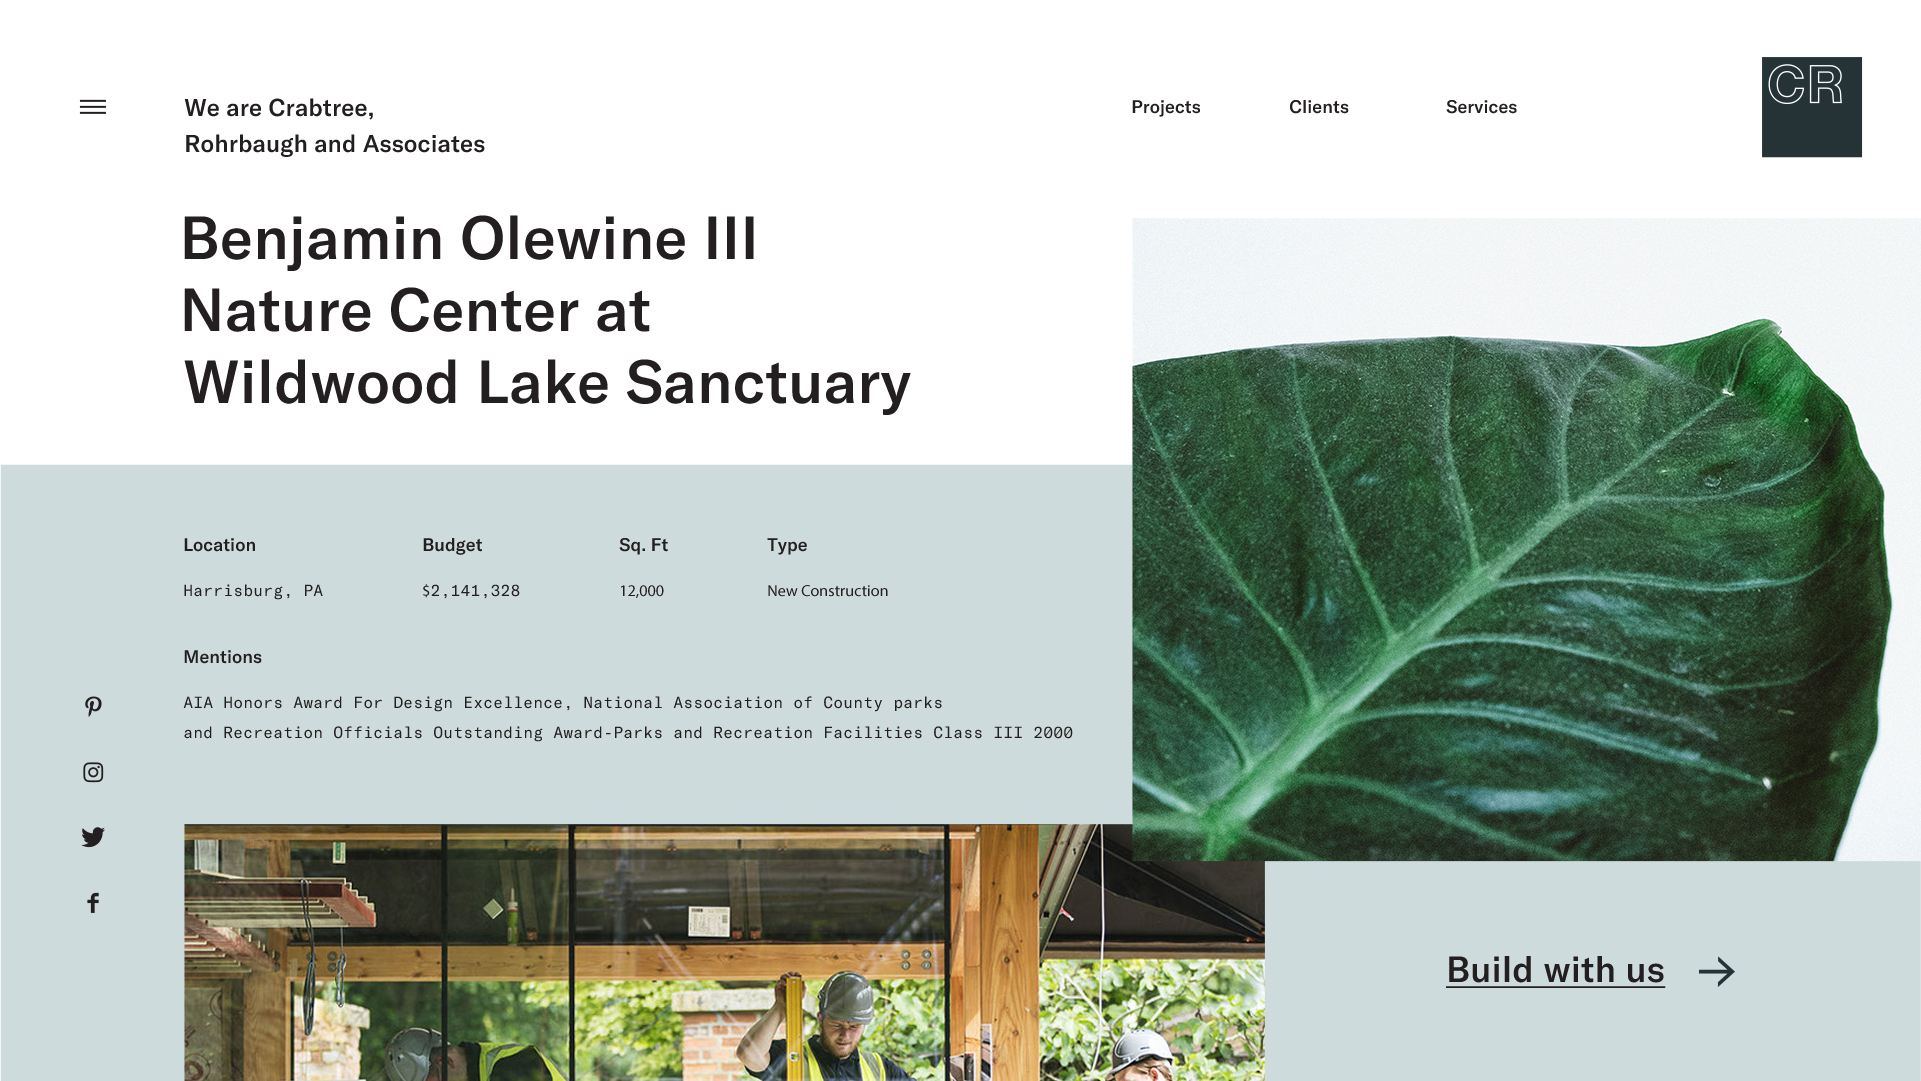 We are Crabtree,
Rohrbaugh and Associates
Projects
Clients
Services
CR
Benjamin Olewine III
Nature Center at
Wildwood Lake Sanctuary
Location
Budget
Sq. Ft
Type
Harrisburg, PA
$2,141,328
12,000
New Construction
Mentions
AIA Honors Award For Design Excellence, National Association of County parks
and Recreation Officials Outstanding Award-Parks and Recreation Facilities Class III 2000
Build with us